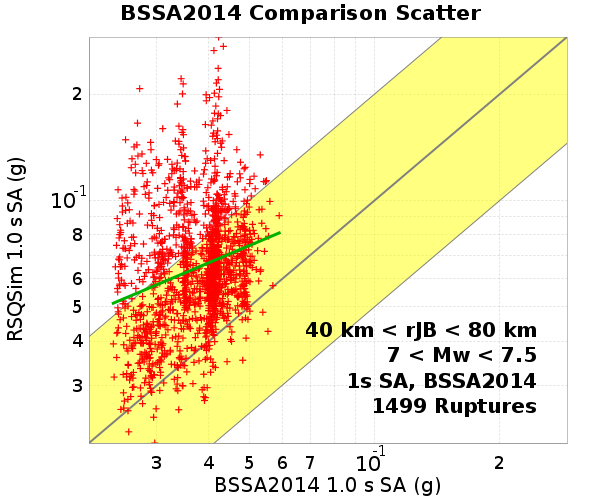 BSSA2014 Comparison Scatter
RSQSim 1.0 s SA (g)
2
10-1
8
6
5
4
3
40 km < rJB < 80 km
7 < Mw < 7.5
1s SA, BSSA2014
1499 Ruptures
3 4 5 6 7 10-1 2
BSSA2014 1.0 s SA (g)